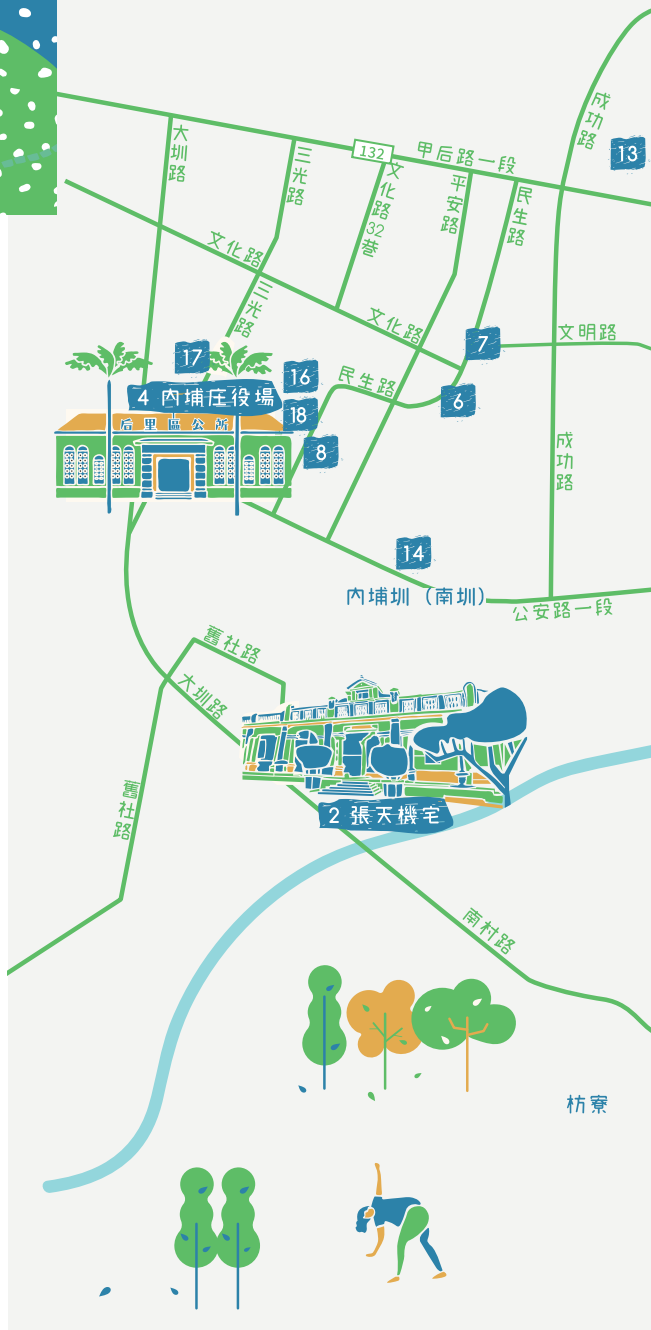 成功路
13
大圳路
三光路
132
甲后路一段
文化路32巷
平安路
民生路
文化路
三光路
文化路
17
7
文明路
16
民生路
4 內埔庄役場
18
6
后里區公所
8
成功路
14
內埔圳（南圳）
公安路一段
舊社路
大圳路
舊社路
2 張天機宅
南村路
枋寮